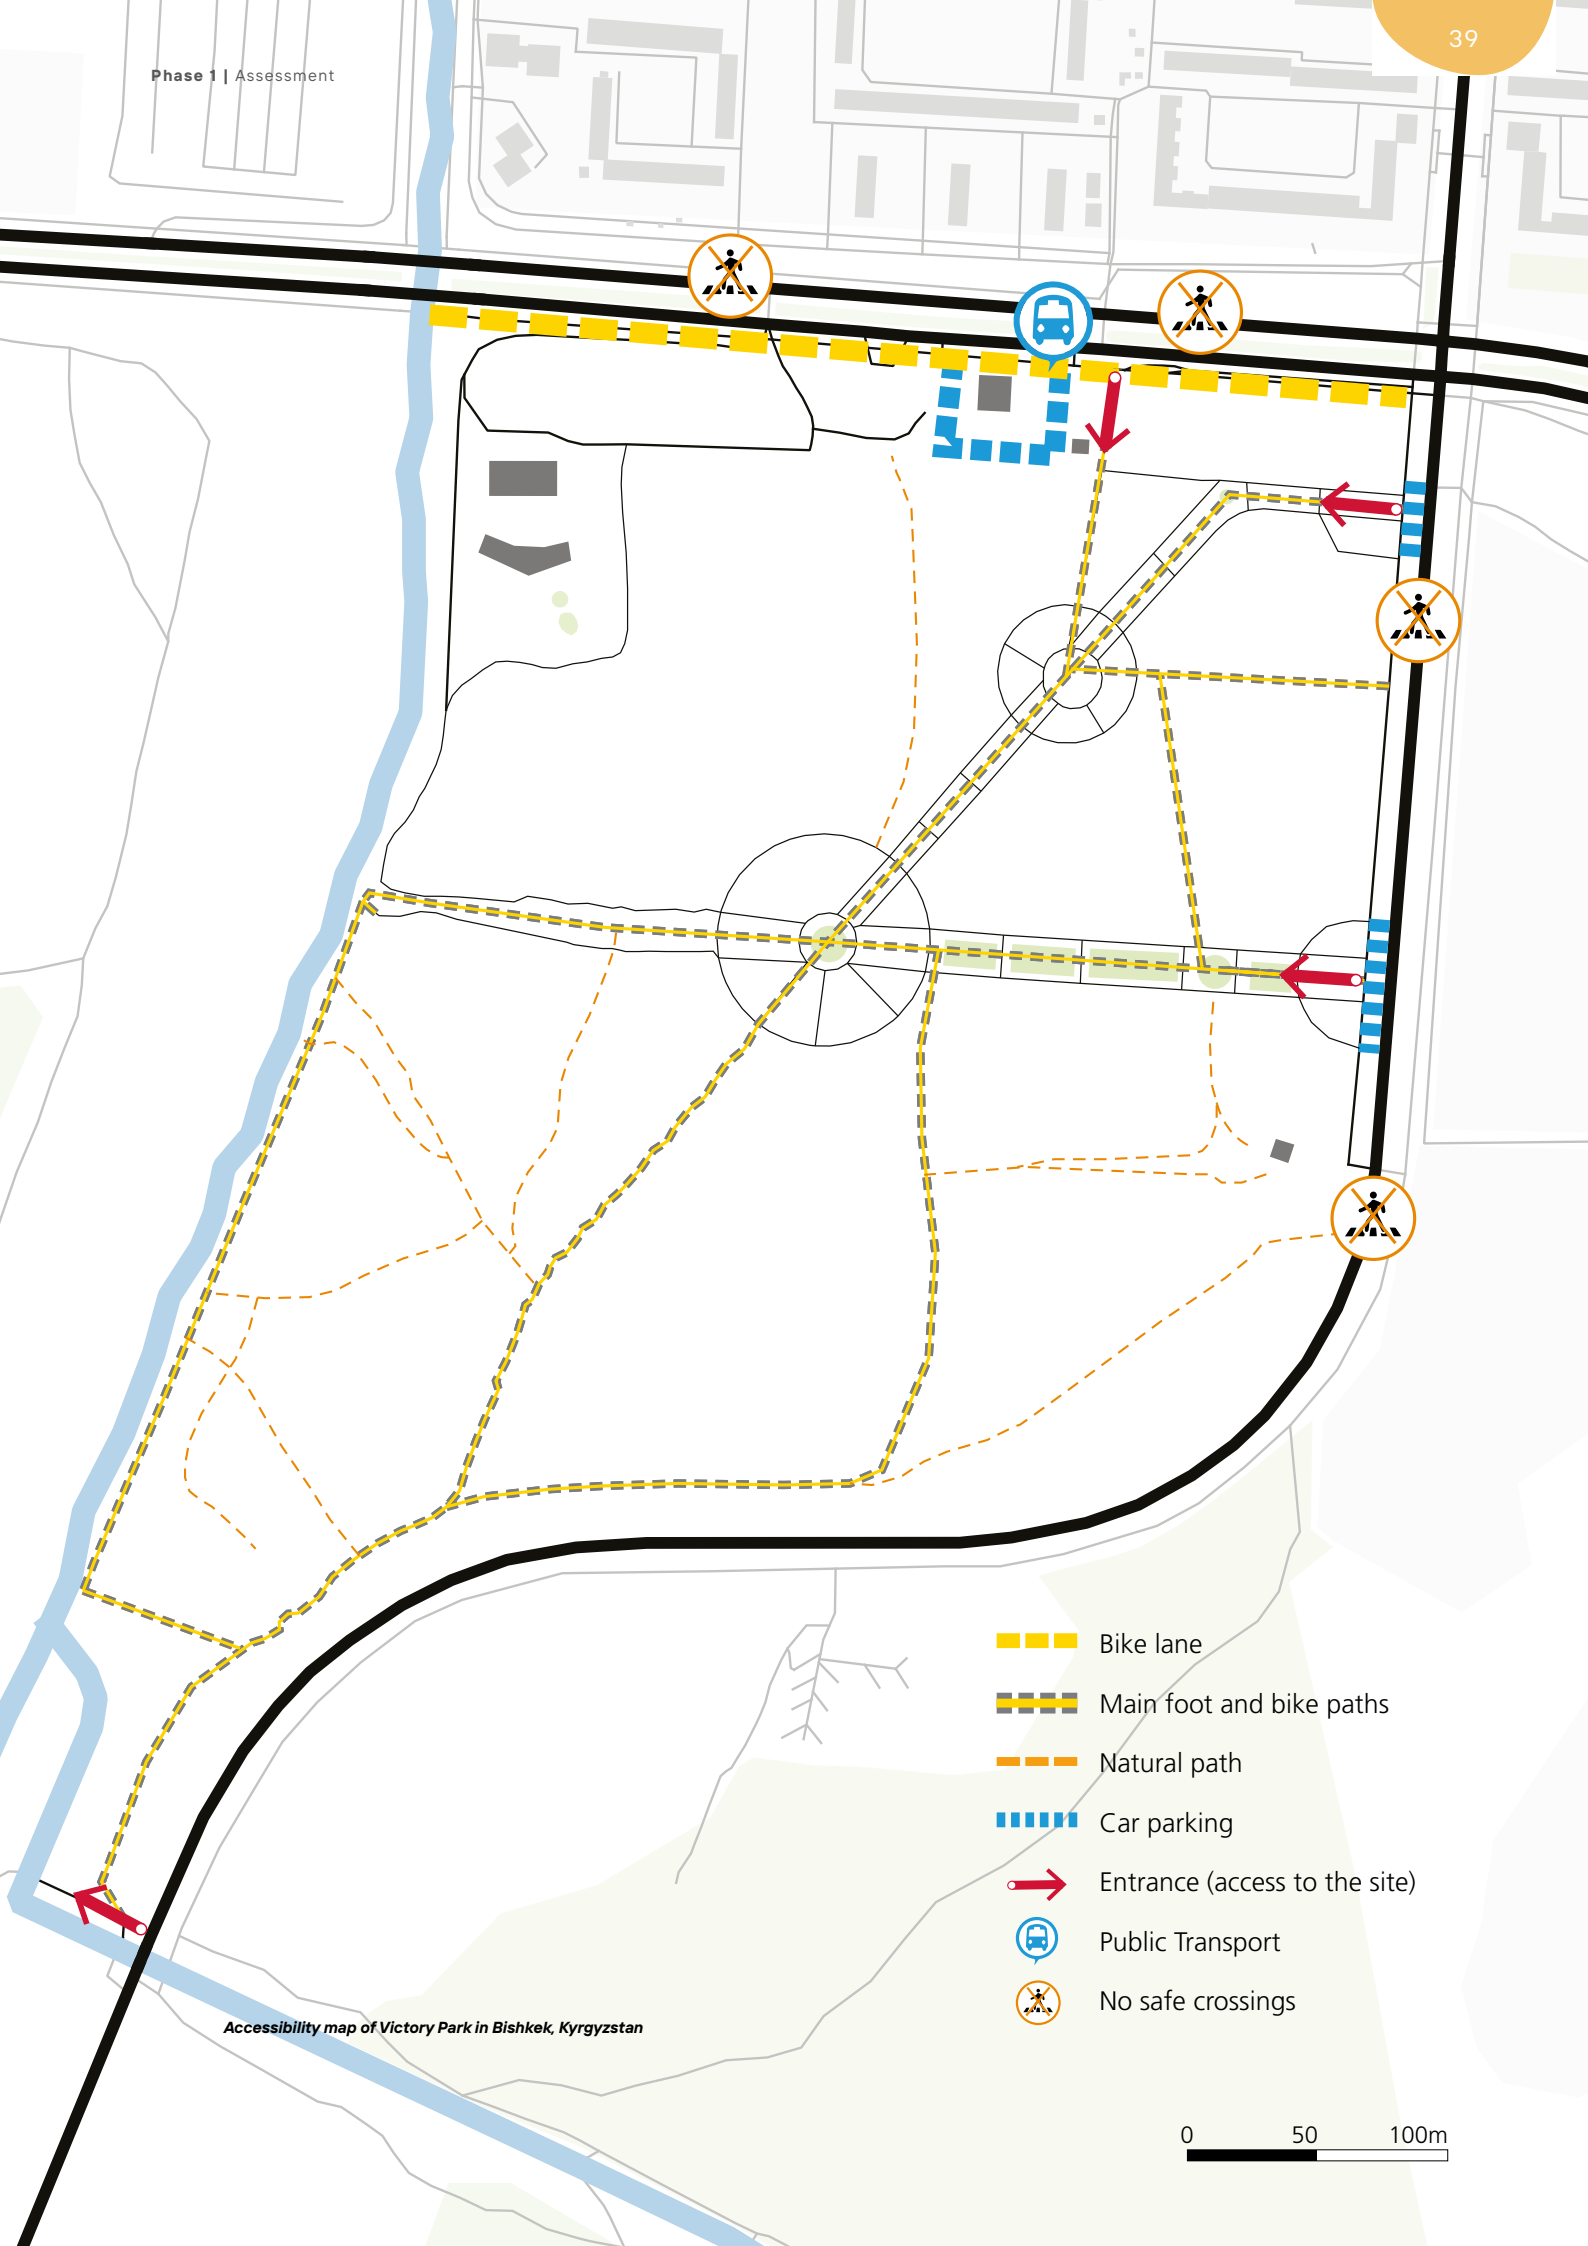 39
Phase 1 | Assessment
Bike lane
Main foot and bike paths
Natural path
Car parking
Entrance (access to the site)
Public Transport
No safe crossings
Accessibility map of Victory Park in Bishkek, Kyrgyzstan
0 50 100m